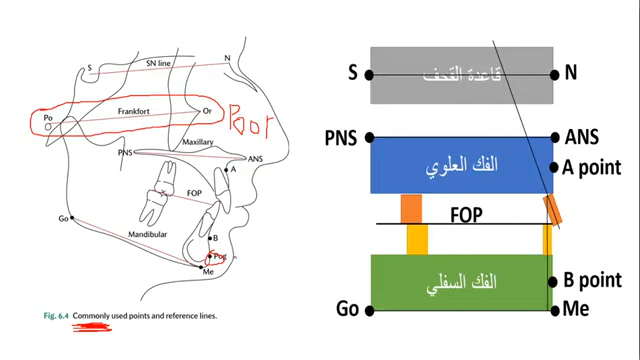 S
SN line
N
Po
Frankfort
Or
Poor
Maxillary
PNS
ANS
A
FOP
Go
Mandibular
B
Pog
Me
Fig. 6.4 Commonly used points and reference lines.
S
قاعدة القحف
N
PNS
ANS
الفك العلوي
A point
FOP
الفك السفلي
B point
Go
Me